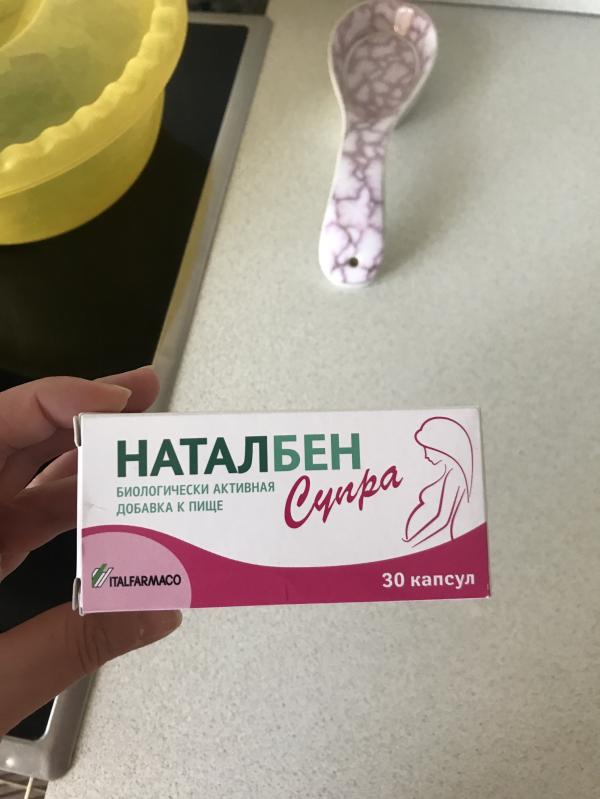 НАТАЛБЕН
Супра
БИОЛОГИЧЕСКИ АКТИВНАЯ
ДОБАВКА К ПИЩЕ
ITALFARMACO
30 капсул